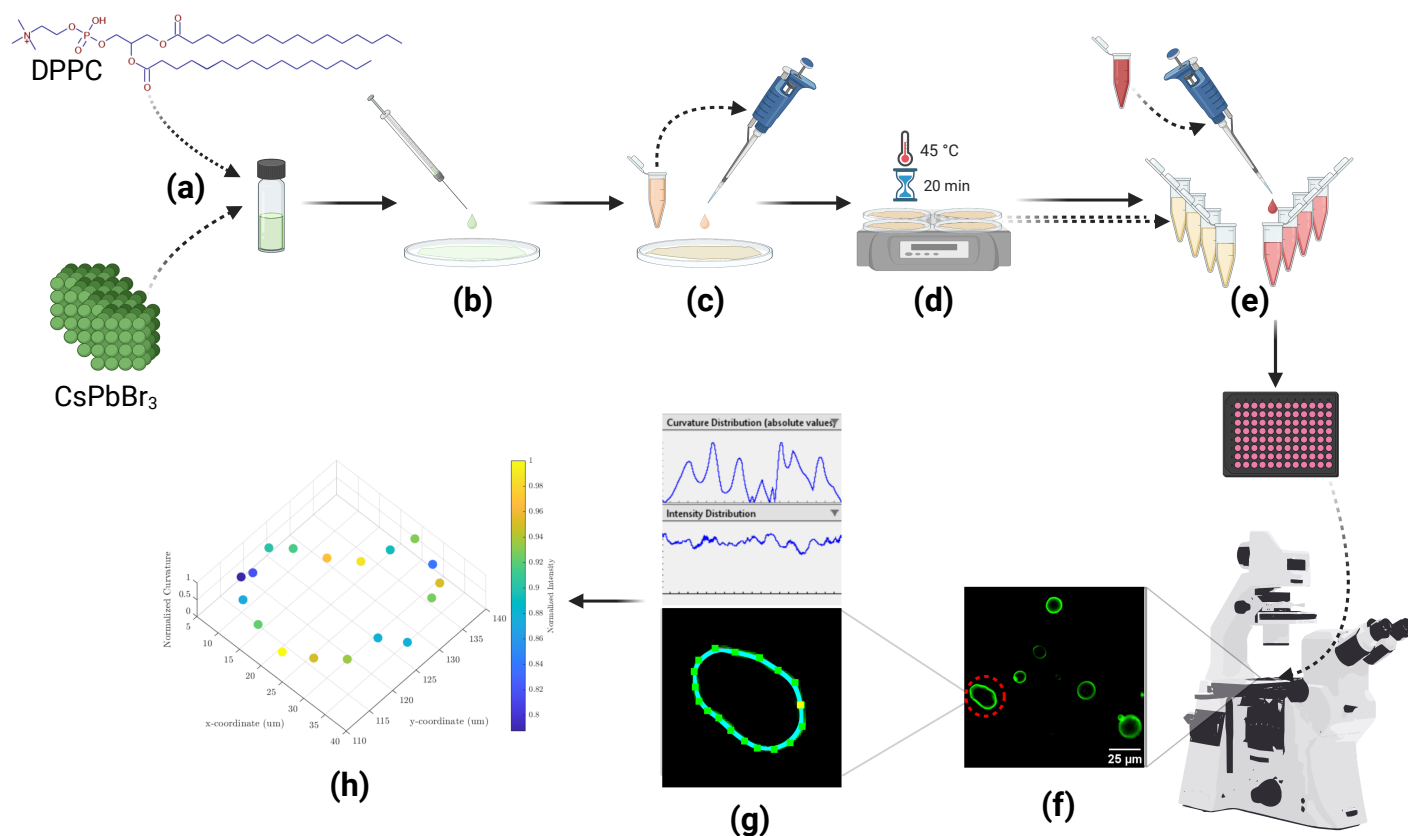 N
+
O
P
OH
O
O
O
O
O
O
DPPC
(a)
CsPbBr3
(b)
(c)
45 °C
20 min
(d)
(e)
Curvature Distribution (absolute values)
Intensity Distribution
(g)
25 μm
(f)
1
0.98
0.96
0.94
0.92
0.9
0.88
0.86
0.84
0.82
0.8
Normalized Intensity
Normalized Curvature
1
0.5
0
5
10
15
20
25
30
35
40
x-coordinate (um)
110
115
120
125
130
135
140
y-coordinate (um)
(h)